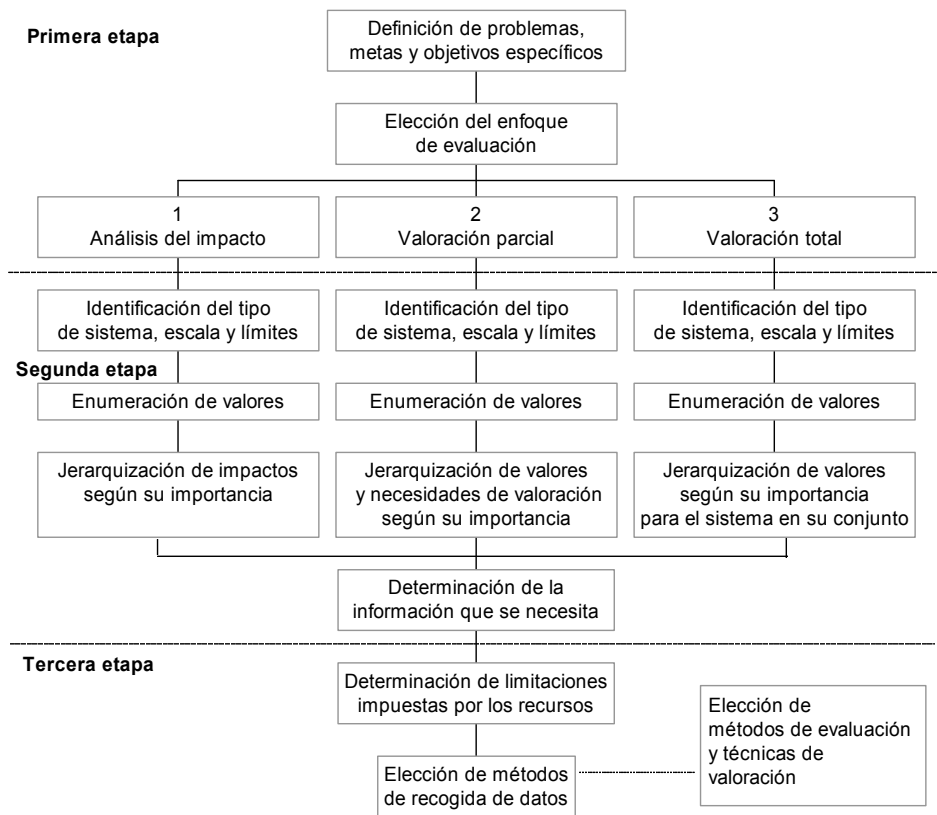 Primera etapa
Definición de problemas,
metas y objetivos específicos
Elección del enfoque
de evaluación
1
Análisis del impacto
2
Valoración parcial
3
Valoración total
Identificación del tipo
de sistema, escala y límites
Identificación del tipo
de sistema, escala y límites
Identificación del tipo
de sistema, escala y límites
Segunda etapa
Enumeración de valores
Enumeración de valores
Enumeración de valores
Jerarquización de impactos
según su importancia
Jerarquización de valores
y necesidades de valoración
según su importancia
Jerarquización de valores
según su importancia
para el sistema en su conjunto
Determinación de la
información que se necesita
Tercera etapa
Determinación de limitaciones
impuestas por los recursos
Elección de
métodos de evaluación
y técnicas de
valoración
Elección de métodos
de recogida de datos